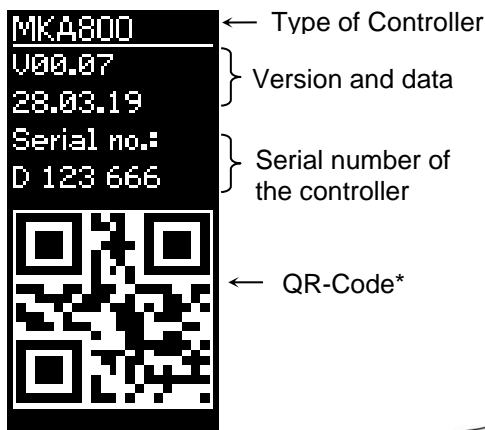 MKA800
Type of Controller
V00.07
28.03.19
Version and data
Serial no.:
D 123 666
Serial number of
the controller
QR-Code*